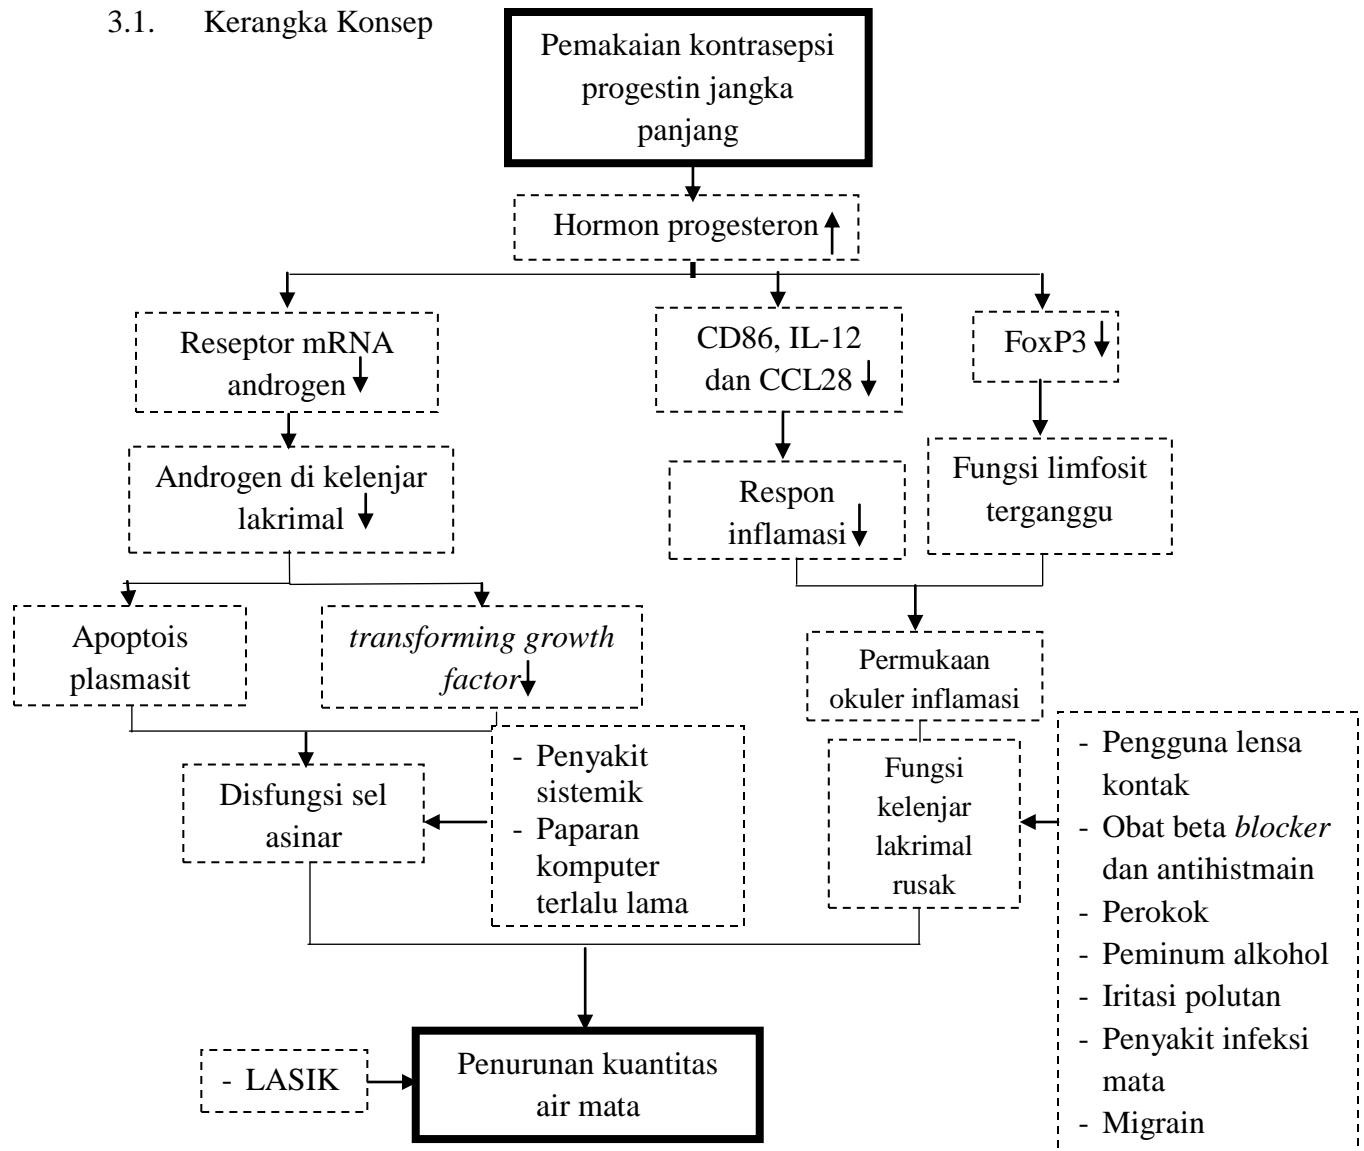 3.1. Kerangka Konsep
Pemakaian kontrasepsi
progestin jangka
panjang
Hormon progesteron
Reseptor mRNA
androgen
CD86, IL-12
dan CCL28
FoxP3
Androgen di kelenjar
lakrimal
Respon
inflamasi
Fungsi limfosit
terganggu
Apoptois
plasmasit
transforming growth
factor
Permukaan
okuler inflamasi
Disfungsi sel
asinar
- Penyakit
sistemik
- Paparan
komputer
terlalu lama
Fungsi
kelenjar
lakrimal
rusak
- Pengguna lensa
kontak
- Obat beta blocker
dan antihistmain
- Perokok
- Peminum alkohol
- Iritasi polutan
- Penyakit infeksi
mata
- Migrain
- LASIK
Penurunan kuantitas
air mata